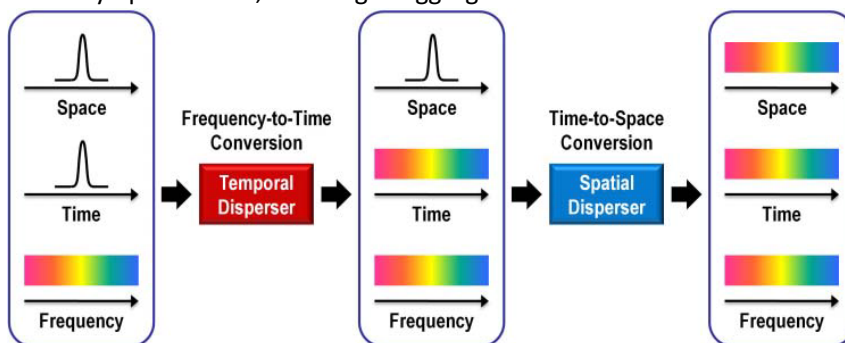 Space
Time
Frequency
Frequency-to-Time
Conversion
Temporal
Disperser
Space
Time
Frequency
Time-to-Space
Conversion
Spatial
Disperser
Space
Time
Frequency